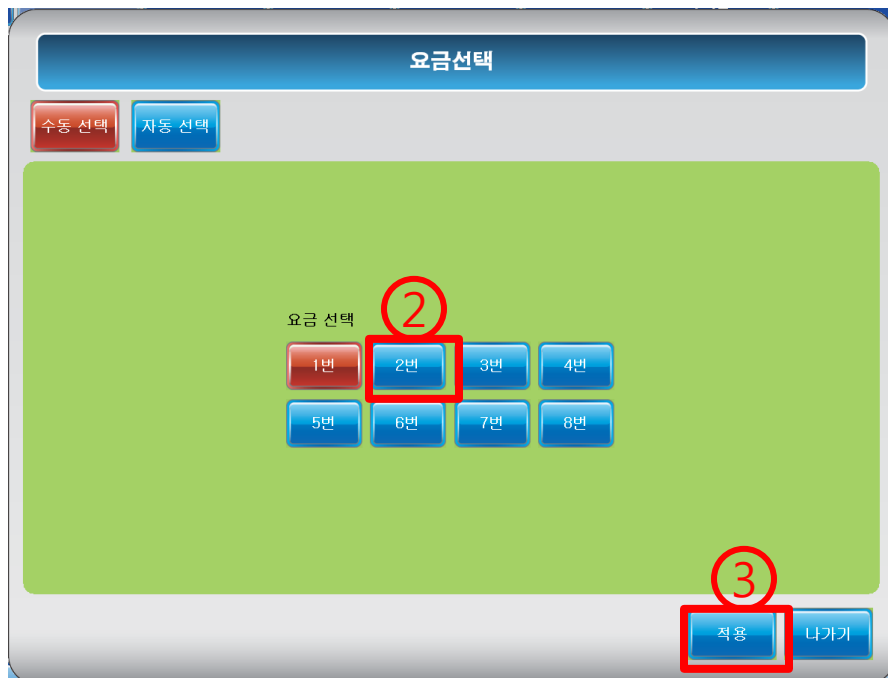 요금선택
수동 선택 자동 선택
요금 선택 ②
1번 2번 3번 4번
5번 6번 7번 8번
③
적용 나가기